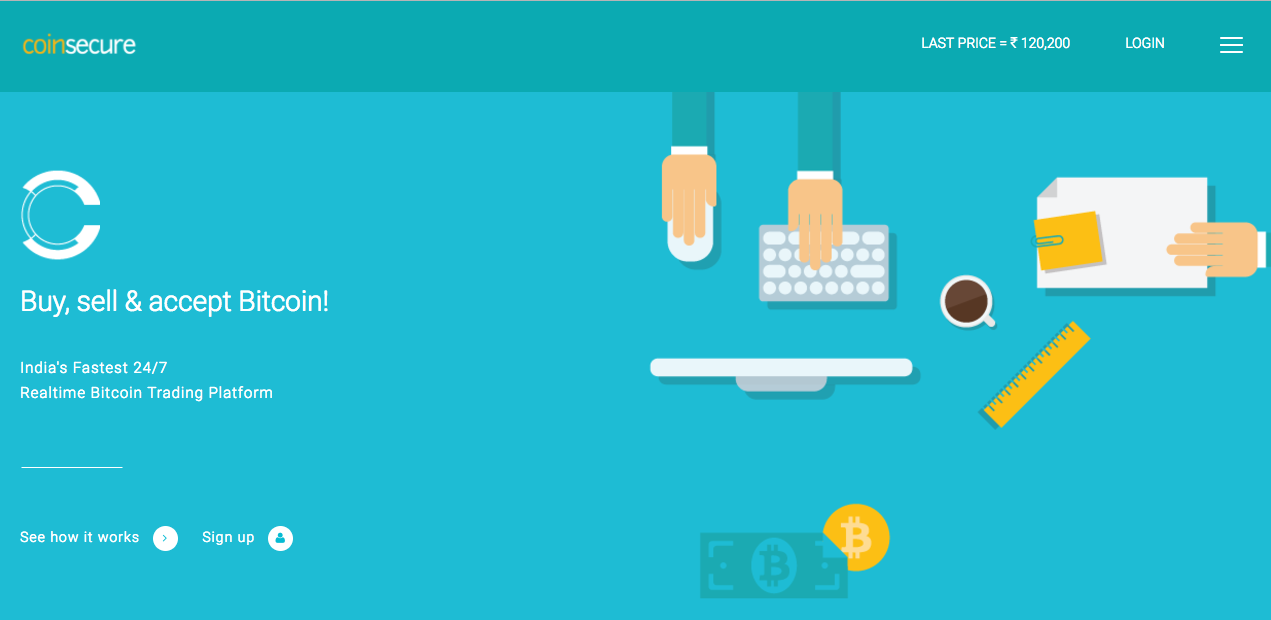 coinsecure
LAST PRICE = ₹ 120,200
LOGIN
Buy, sell & accept Bitcoin!
India's Fastest 24/7
Realtime Bitcoin Trading Platform
See how it works
Sign up